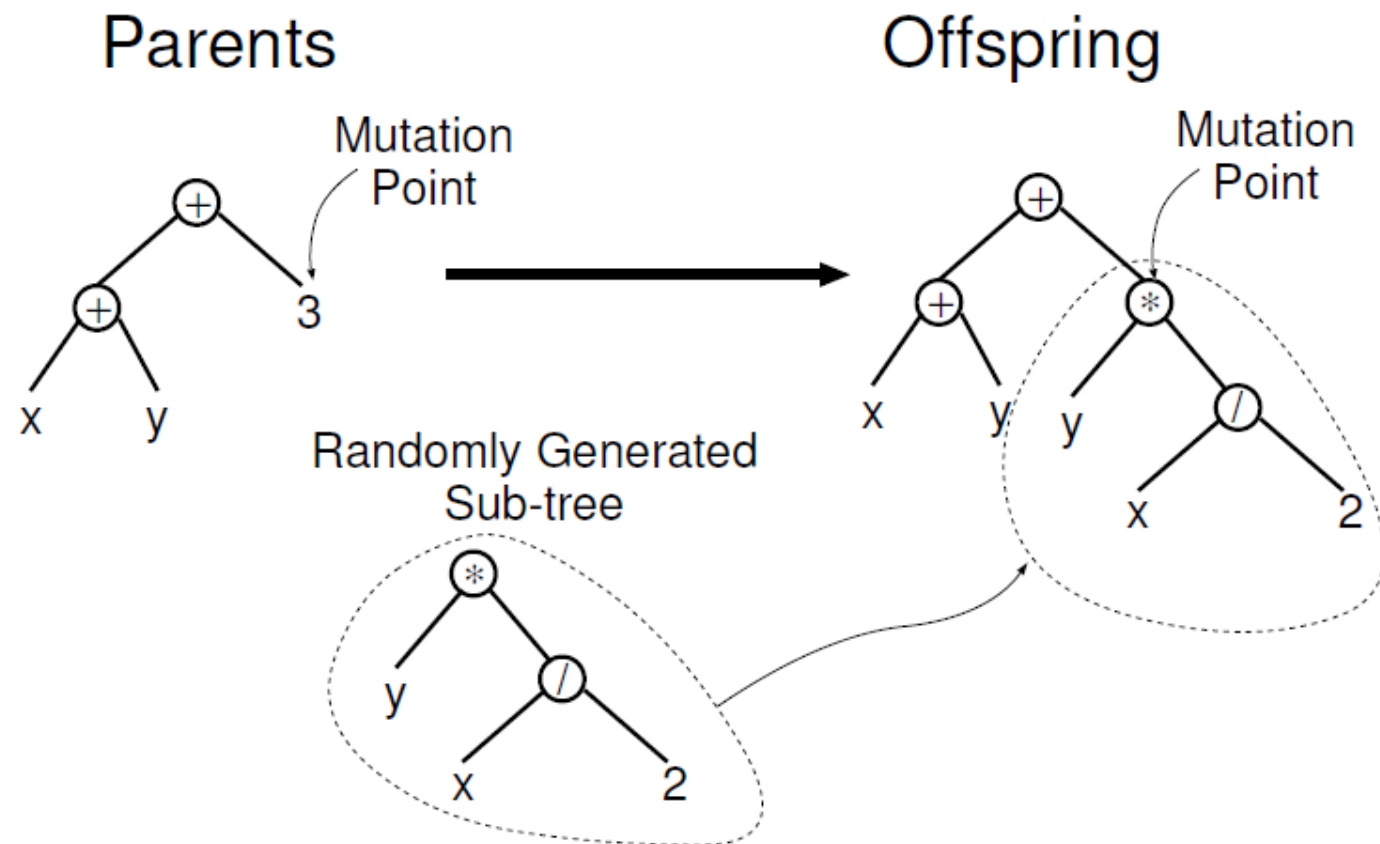 Parents
Offspring
Mutation
Point
+
+
3
x
y
Mutation
Point
+
+
*
x
y
y
/
x
2
Randomly Generated
Sub-tree
*
y
/
x
2